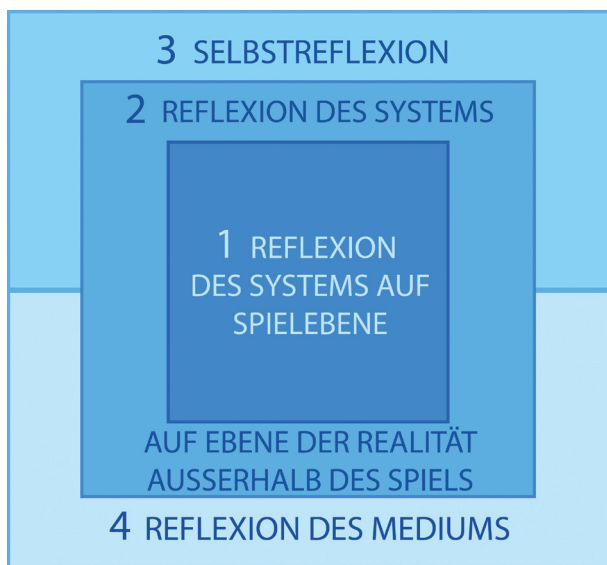 3 SELBSTREFLEXION
2 REFLEXION DES SYSTEMS
1 REFLEXION
DES SYSTEMS AUF
SPIELEBENE
AUF EBENE DER REALITÄT
AUSSERHALB DES SPIELS
4 REFLEXION DES MEDIUMS